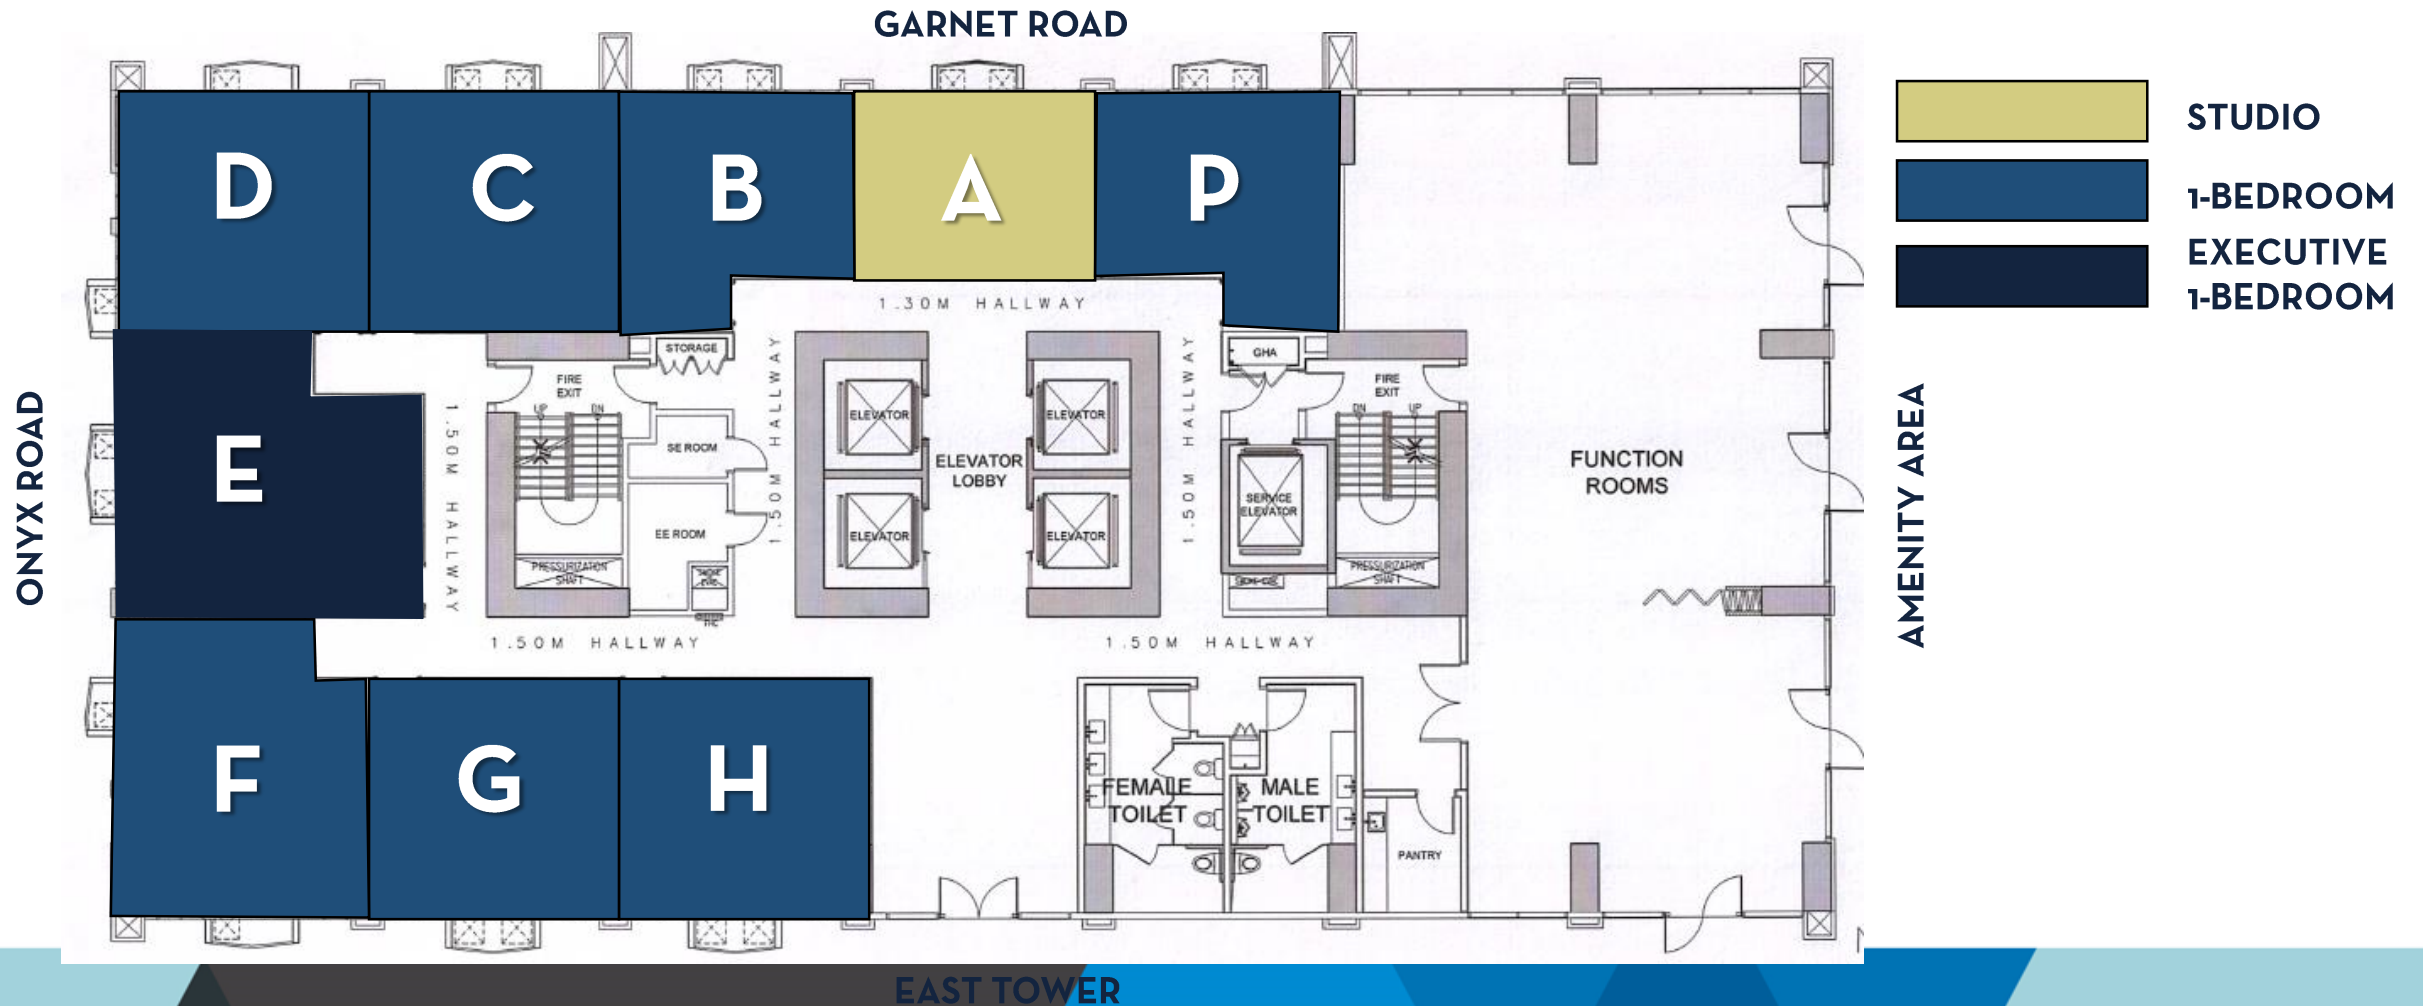 GARNET ROAD
STUDIO
1-BEDROOM
EXECUTIVE
1-BEDROOM
D
C
B
A
P
1.30M HALLWAY
STORAGE
GHA
FIRE
EXIT
UP
DN
1.50M HALLWAY
1.50M HALLWAY
ELEVATOR
ELEVATOR
1.50M HALLWAY
FIRE
EXIT
DN
UP
ONYX ROAD
E
SE ROOM
ELEVATOR
LOBBY
SERVICE
ELEVATOR
FUNCTION
ROOMS
AMENITY AREA
EE ROOM
ELEVATOR
ELEVATOR
PRESSURIZATION
SHAFT
PRESSURIZATION
SHAFT
FHC
1.50M HALLWAY
1.50M HALLWAY
F
G
H
FEMALE
TOILET
MALE
TOILET
PANTRY
EAST TOWER